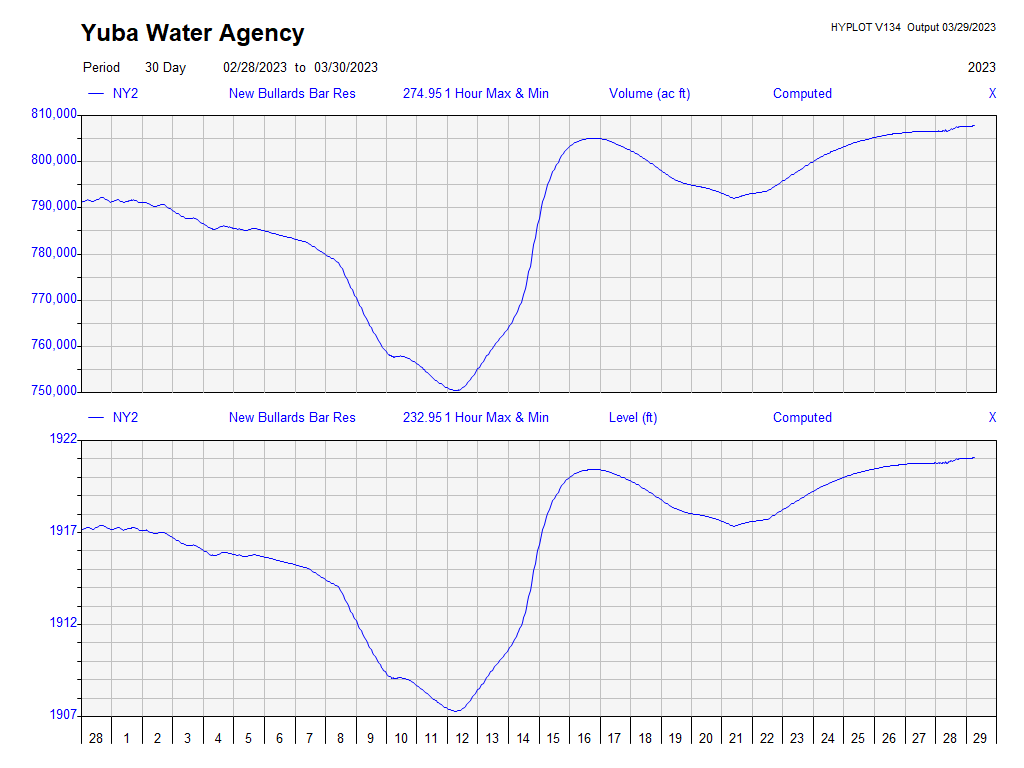 Yuba Water Agency
HYPLOT V134 Output 03/29/2023
Period 30 Day 02/28/2023 to 03/30/2023 2023
NY2 New Bullards Bar Res 274.95 1 Hour Max & Min Volume (ac ft) Computed X
810,000
800,000
790,000
780,000
770,000
760,000
750,000
NY2 New Bullards Bar Res 232.95 1 Hour Max & Min Level (ft) Computed X
1922
1917
1912
1907
28 1 2 3 4 5 6 7 8 9 10 11 12 13 14 15 16 17 18 19 20 21 22 23 24 25 26 27 28 29